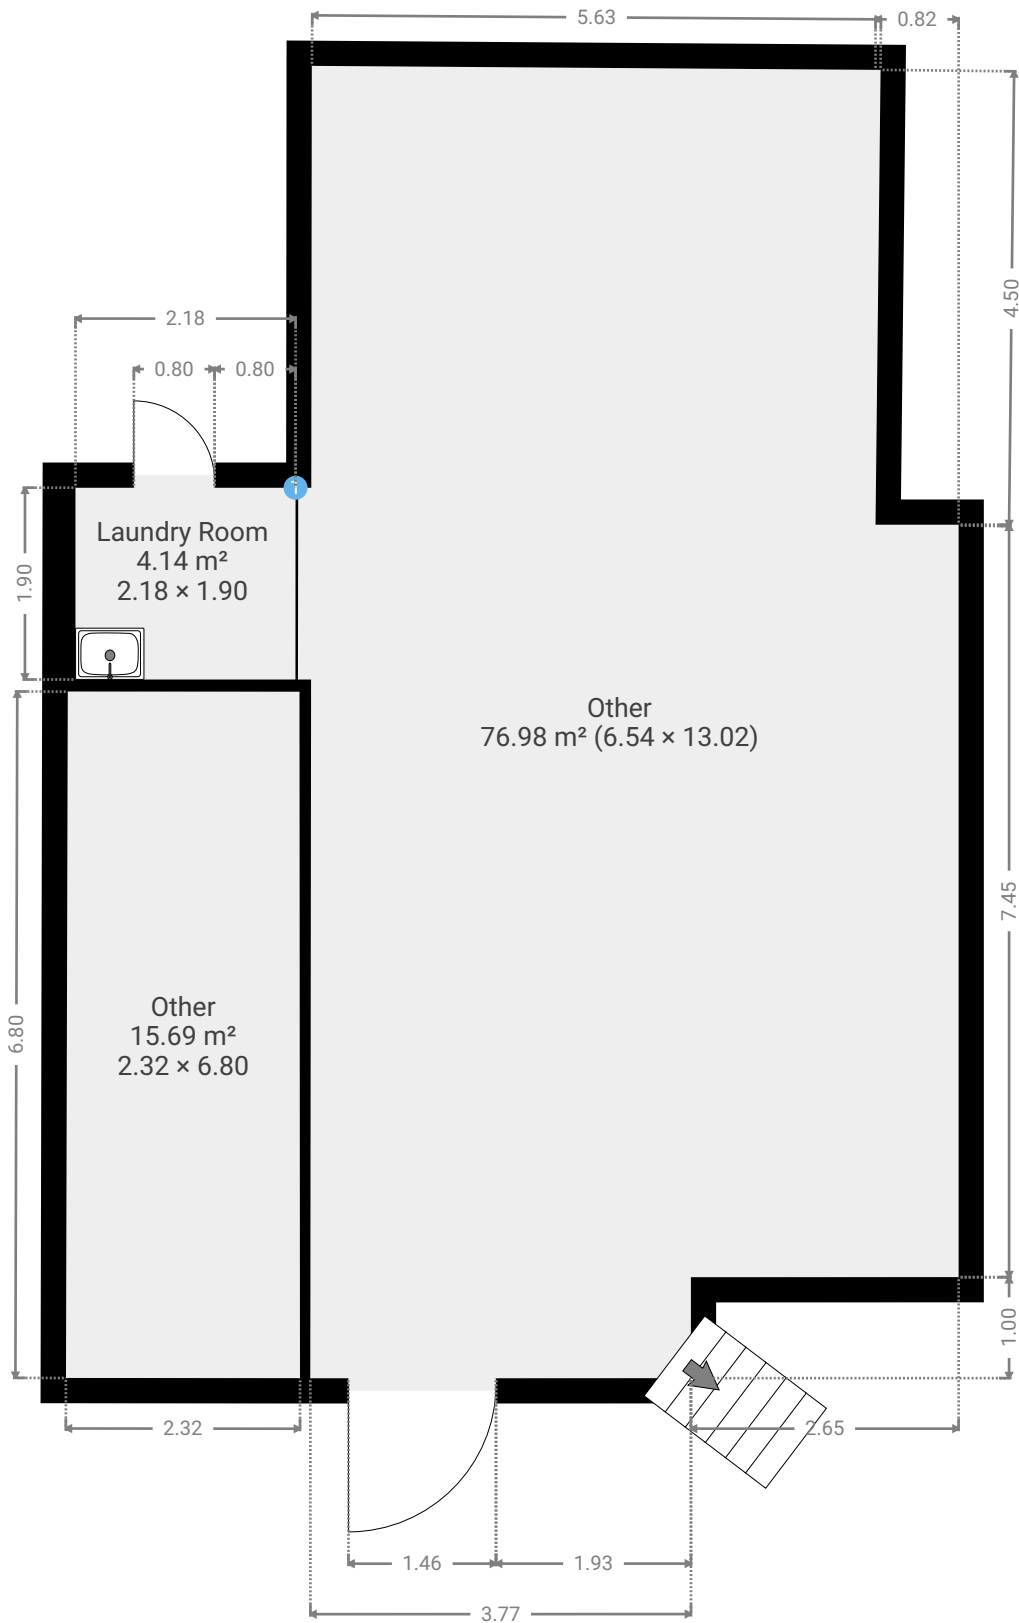 5.63
0.82
4.50
2.18
0.80
0.80
1.90
Laundry Room
4.14 m²
2.18 × 1.90
Other
76.98 m² (6.54 × 13.02)
7.45
6.80
Other
15.69 m²
2.32 × 6.80
1.00
2.32
2.65
1.46
1.93
3.77